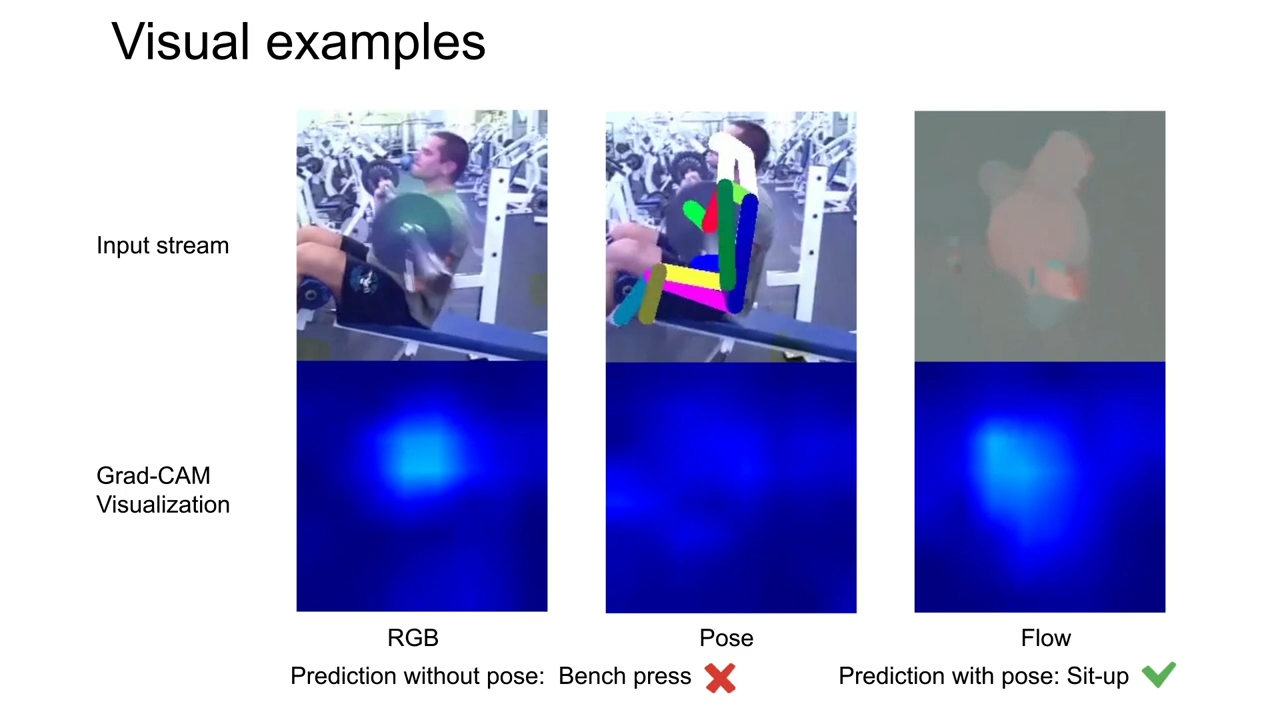 Visual examples
Input stream
Grad-CAM
Visualization
RGB
Pose
Flow
Prediction without pose: Bench press
Prediction with pose: Sit-up